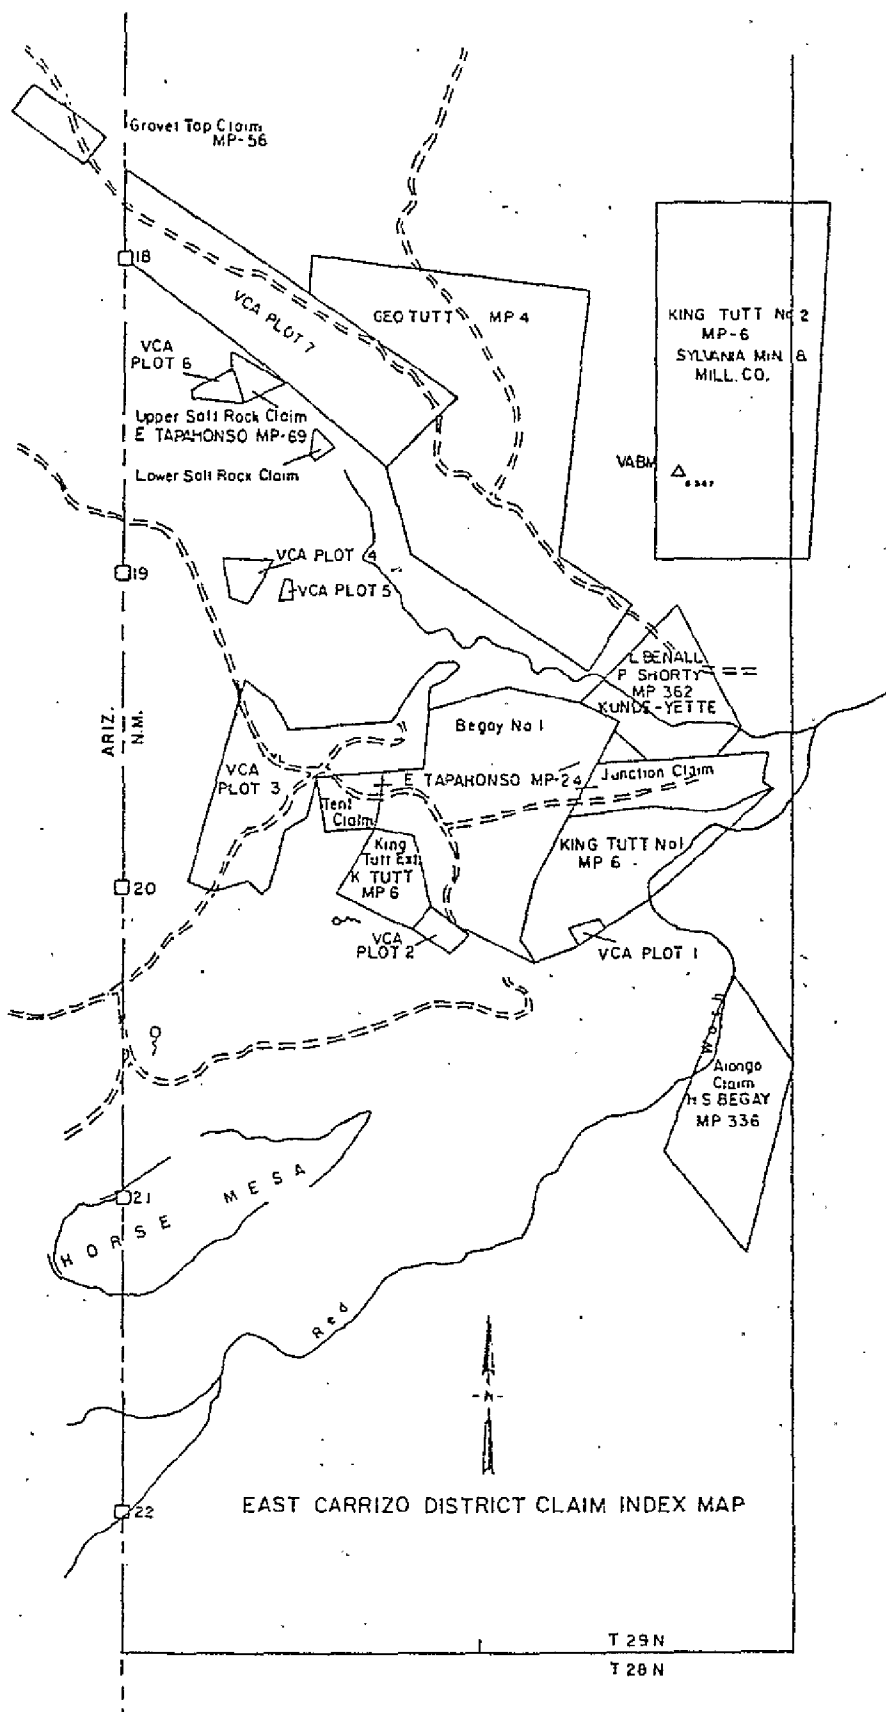 Gravel Top Claim
MP-56
18
VCA PLOT 7
GEO TUTT MP 4
KING TUTT No 2
MP-6
SYLVANIA MIN. &
MILL. CO.
VCA
PLOT 6
Upper Salt Rock Claim
E TAPAHONSO MP-69
Lower Salt Rock Claim
VABM
6347
19
VCA PLOT 4
VCA PLOT 5
L BENALL
P SHORTY
MP 362
KUNDE-YETTE
ARIZ.
N.M.
Begay No 1
VCA
PLOT 3
E TAPAHONSO MP-24
Junction Claim
Tent
Claim
King
Tutt Ext.
K TUTT
MP 6
KING TUTT No 1
MP 6
20
VCA
PLOT 2
VCA PLOT 1
Wash
Alongo
Claim
H S BEGAY
MP 336
21
HORSE MESA
Red
N
22
EAST CARRIZO DISTRICT CLAIM INDEX MAP
T 29 N
T 28 N